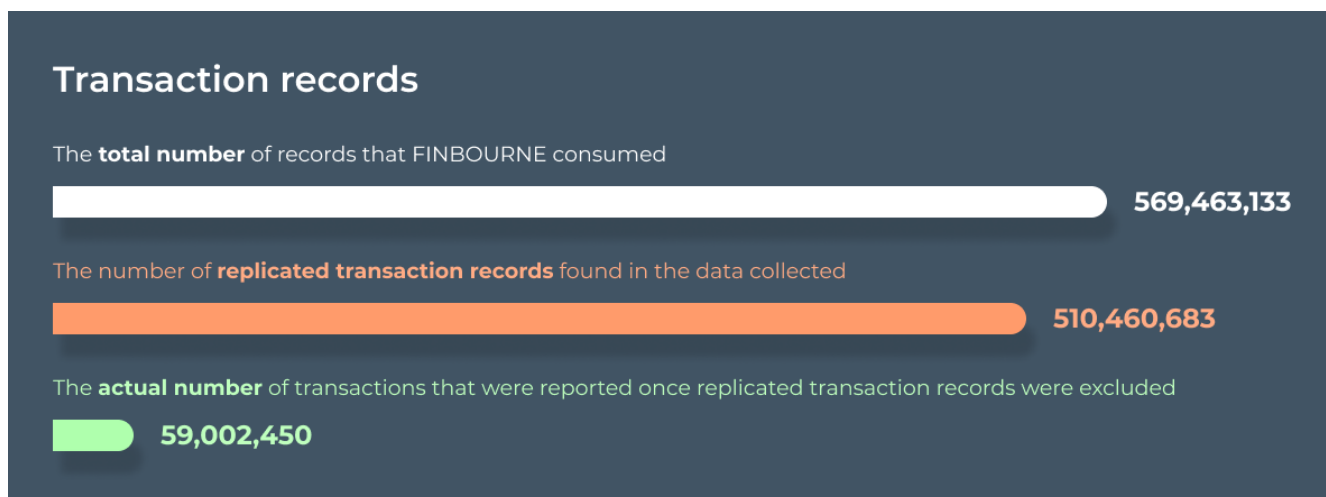 Transaction records
The total number of records that FINBOURNE consumed
569,463,133
The number of replicated transaction records found in the data collected
510,460,683
The actual number of transactions that were reported once replicated transaction records were excluded
59,002,450